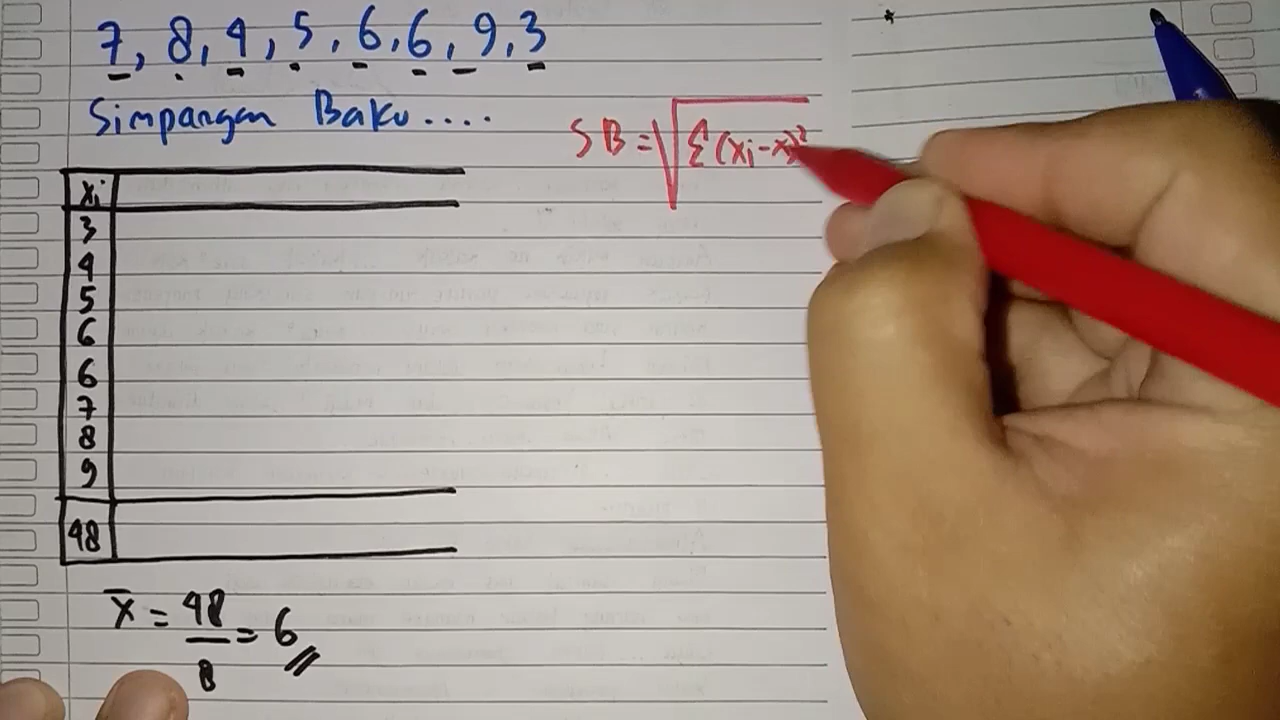 7, 8, 4, 5, 6, 6, 9, 3
Simpangan Baku....
SB = √Σ(xi - x)²
xi
3
4
5
6
6
7
8
9
48
x̄ = 48/8 = 6